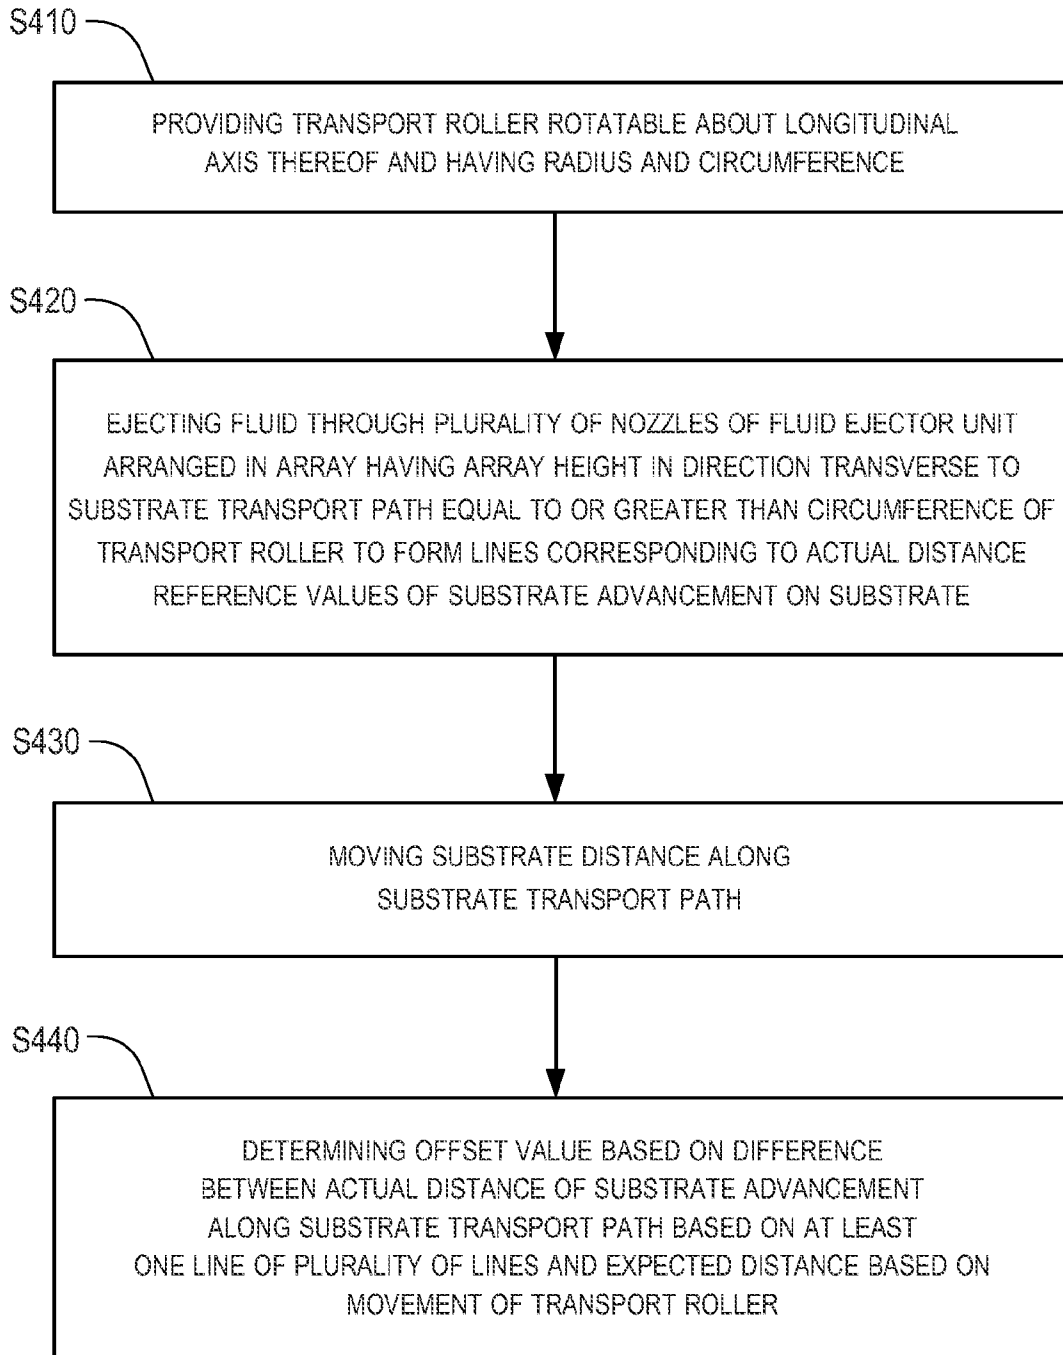 S410
PROVIDING TRANSPORT ROLLER ROTATABLE ABOUT LONGITUDINAL
AXIS THEREOF AND HAVING RADIUS AND CIRCUMFERENCE
S420
EJECTING FLUID THROUGH PLURALITY OF NOZZLES OF FLUID EJECTOR UNIT
ARRANGED IN ARRAY HAVING ARRAY HEIGHT IN DIRECTION TRANSVERSE TO
SUBSTRATE TRANSPORT PATH EQUAL TO OR GREATER THAN CIRCUMFERENCE OF
TRANSPORT ROLLER TO FORM LINES CORRESPONDING TO ACTUAL DISTANCE
REFERENCE VALUES OF SUBSTRATE ADVANCEMENT ON SUBSTRATE
S430
MOVING SUBSTRATE DISTANCE ALONG
SUBSTRATE TRANSPORT PATH
S440
DETERMINING OFFSET VALUE BASED ON DIFFERENCE
BETWEEN ACTUAL DISTANCE OF SUBSTRATE ADVANCEMENT
ALONG SUBSTRATE TRANSPORT PATH BASED ON AT LEAST
ONE LINE OF PLURALITY OF LINES AND EXPECTED DISTANCE BASED ON
MOVEMENT OF TRANSPORT ROLLER